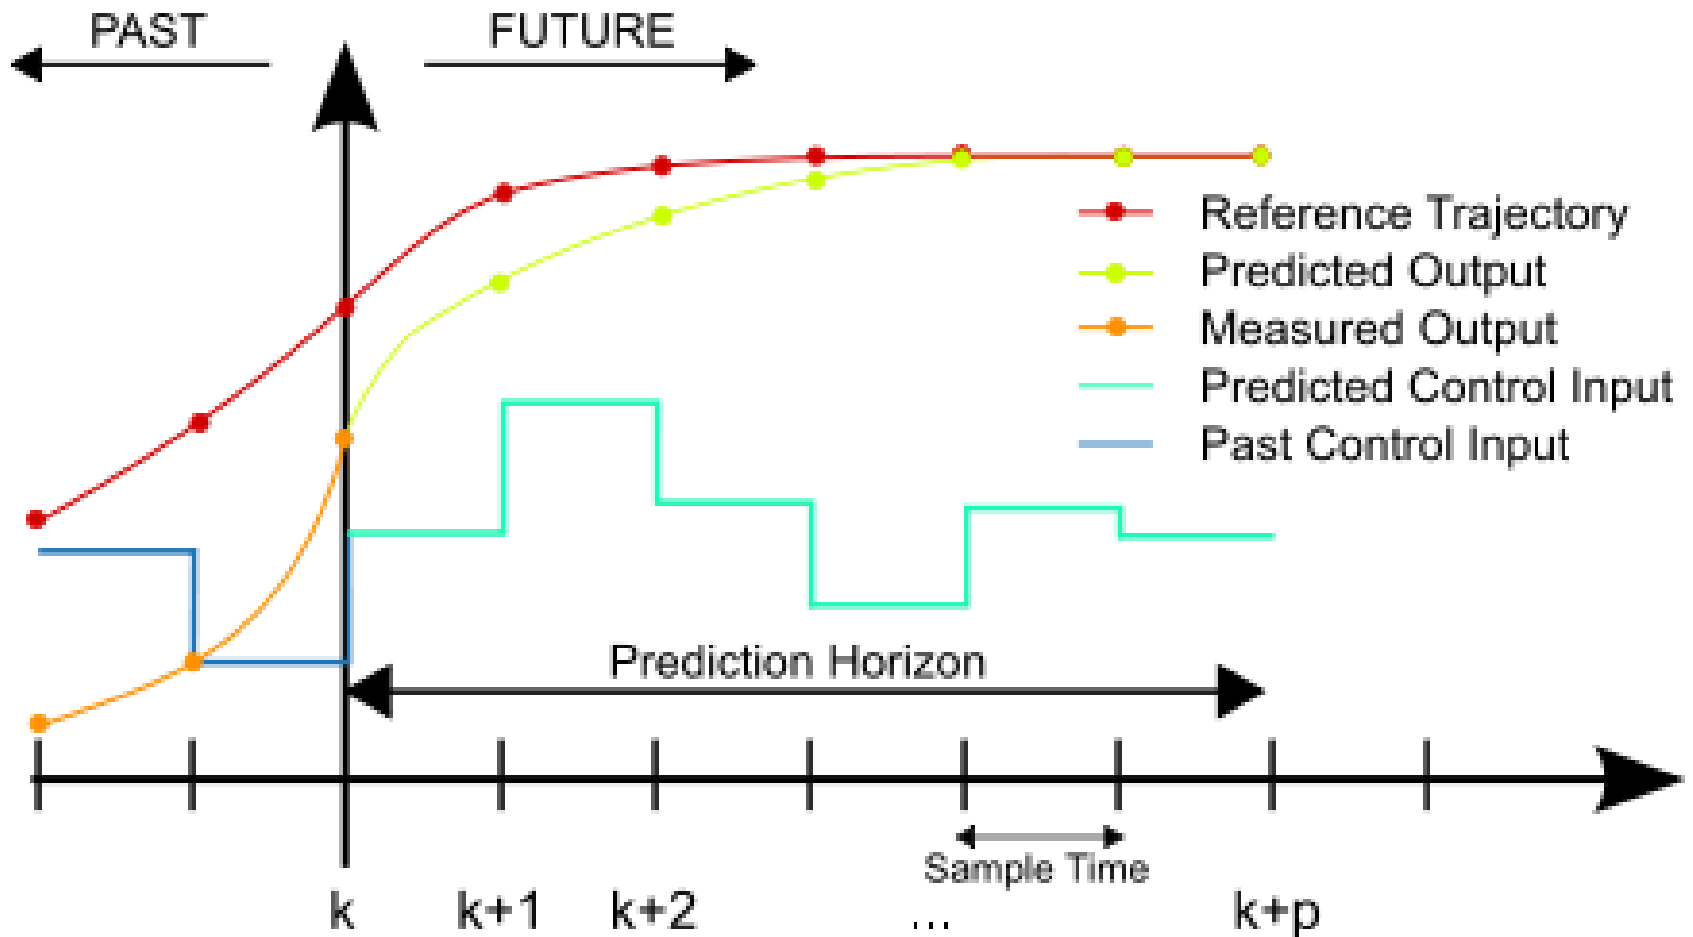 PAST
FUTURE
Reference Trajectory
Predicted Output
Measured Output
Predicted Control Input
Past Control Input
Prediction Horizon
Sample Time
k
k+1
k+2
...
k+p